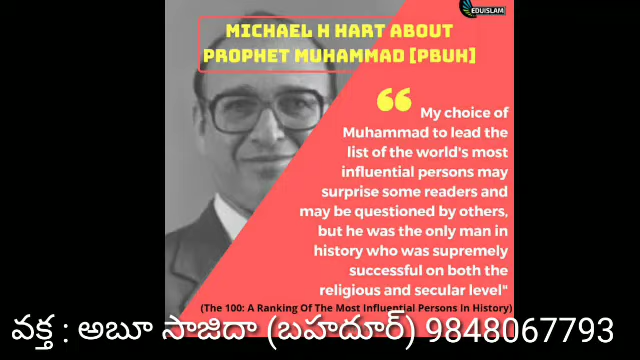 EDUISLAM
MICHAEL H HART ABOUT
PROPHET MUHAMMAD [PBUH]
“
My choice of
Muhammad to lead the
list of the world's most
influential persons may
surprise some readers and
may be questioned by others,
but he was the only man in
history who was supremely
successful on both the
religious and secular level"
(The 100: A Ranking Of The Most Influential Persons In History)
వక్త : అబూ సాజిదా (బహదూర్) 9848067793